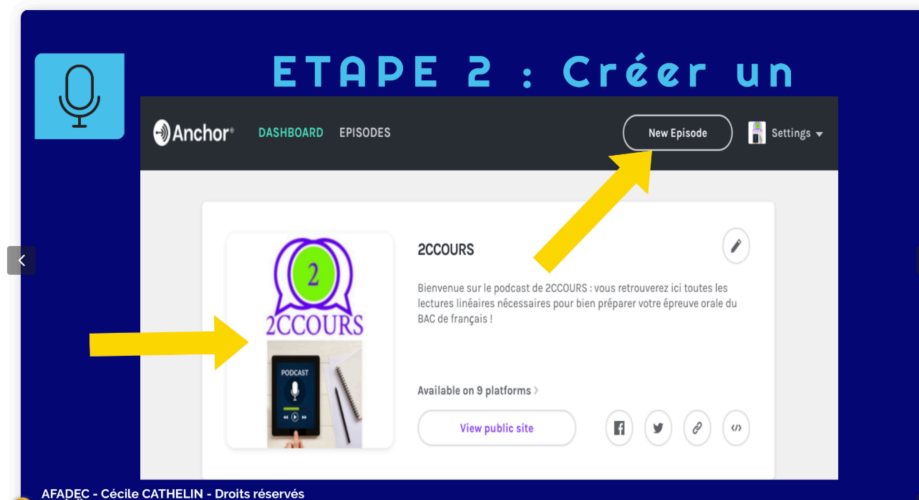 ETAPE 2 : Créer un
Anchor DASHBOARD EPISODES New Episode Settings
2
2CCOURS
PODCAST
2CCOURS
Bienvenue sur le podcast de 2CCOURS : vous retrouverez ici toutes les
lectures linéaires nécessaires pour bien préparer votre épreuve orale du
BAC de français !
Available on 9 platforms
View public site
AFADEC - Cécile CATHELIN - Droits réservés